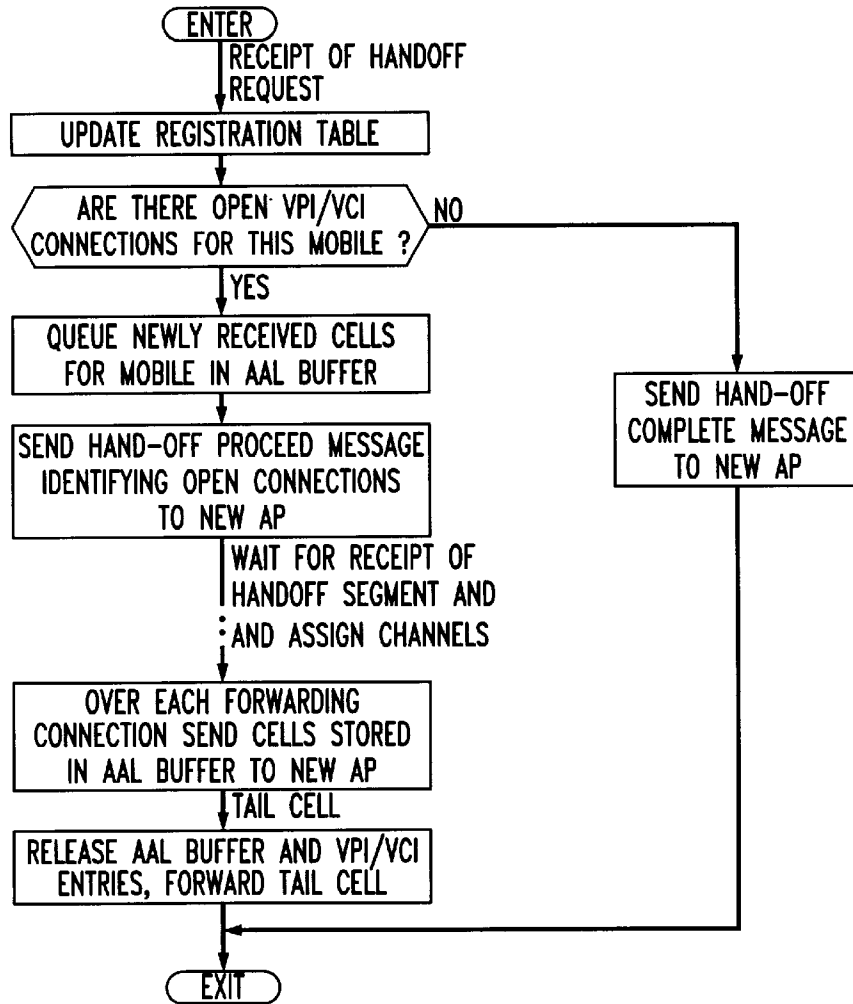 ENTER
RECEIPT OF HANDOFF
REQUEST
UPDATE REGISTRATION TABLE
ARE THERE OPEN VPI/VCI
CONNECTIONS FOR THIS MOBILE ?
NO
YES
QUEUE NEWLY RECEIVED CELLS
FOR MOBILE IN AAL BUFFER
SEND HAND-OFF
COMPLETE MESSAGE
TO NEW AP
SEND HAND-OFF PROCEED MESSAGE
IDENTIFYING OPEN CONNECTIONS
TO NEW AP
WAIT FOR RECEIPT OF
HANDOFF SEGMENT AND
AND ASSIGN CHANNELS
OVER EACH FORWARDING
CONNECTION SEND CELLS STORED
IN AAL BUFFER TO NEW AP
TAIL CELL
RELEASE AAL BUFFER AND VPI/VCI
ENTRIES, FORWARD TAIL CELL
EXIT